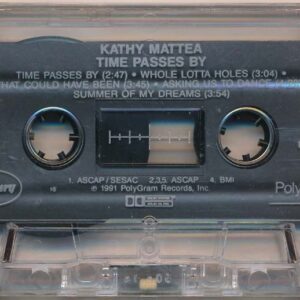 KATHY MATTEA
TIME PASSES BY
TIME PASSES BY (2:47) • WHOLE LOTTA HOLES (3:04) •
THAT COULD HAVE BEEN (3:45) • ASKING US TO DANCE
SUMMER OF MY DREAMS (3:54)
1. ASCAP/SESAC 2,3,5. ASCAP 4. BMI
℗ 1991 PolyGram Records, Inc.
DOLBY
Poly